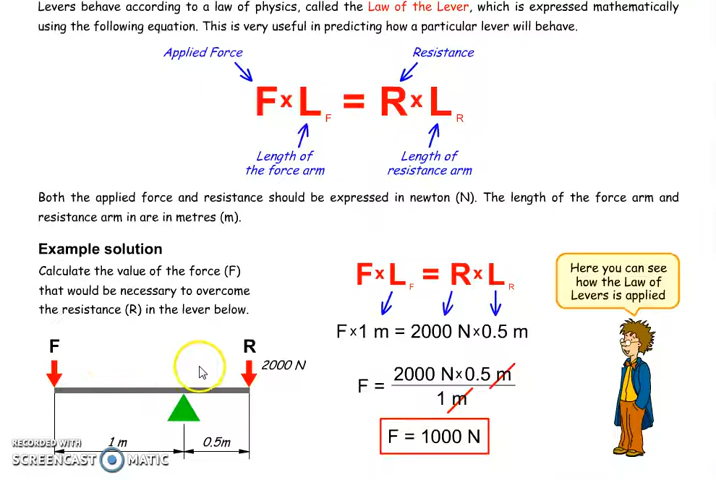 Levers behave according to a law of physics, called the Law of the Lever, which is expressed mathematically
using the following equation. This is very useful in predicting how a particular lever will behave.
Applied Force
Resistance
F x L F = R x L R
Length of
the force arm
Length of
resistance arm
Both the applied force and resistance should be expressed in newton (N). The length of the force arm and
resistance arm in are in metres (m).
Example solution
Calculate the value of the force (F)
that would be necessary to overcome
the resistance (R) in the lever below.
F
R
2000 N
1 m
0.5m
F x L F = R x L R
F x 1 m = 2000 N x 0.5 m
F = 2000 N x 0.5 m
1 m
F = 1000 N
Here you can see
how the Law of
Levers is applied
RECORDED WITH
SCREENCAST MATIC